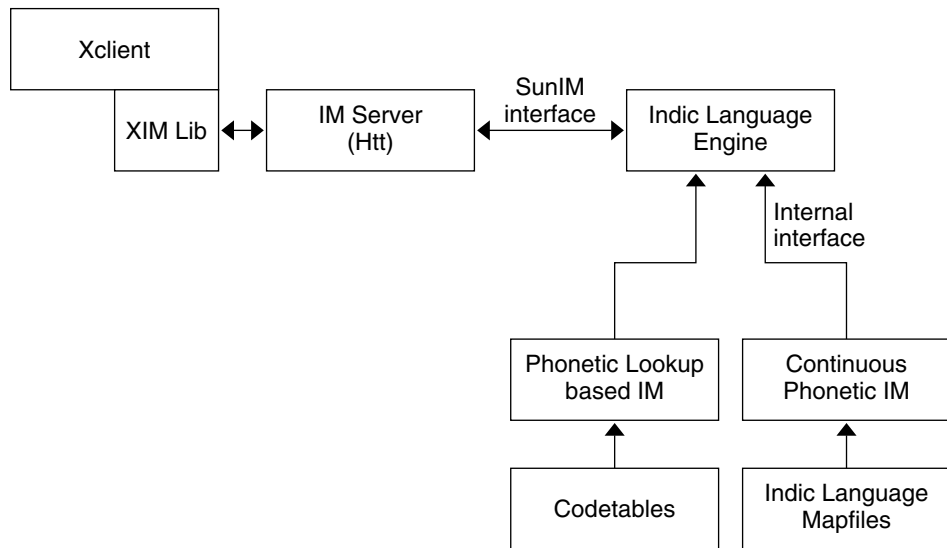 Xclient
XIM Lib
IM Server
(Htt)
SunIM
interface
Indic Language
Engine
Internal
interface
Phonetic Lookup
based IM
Continuous
Phonetic IM
Codetables
Indic Language
Mapfiles